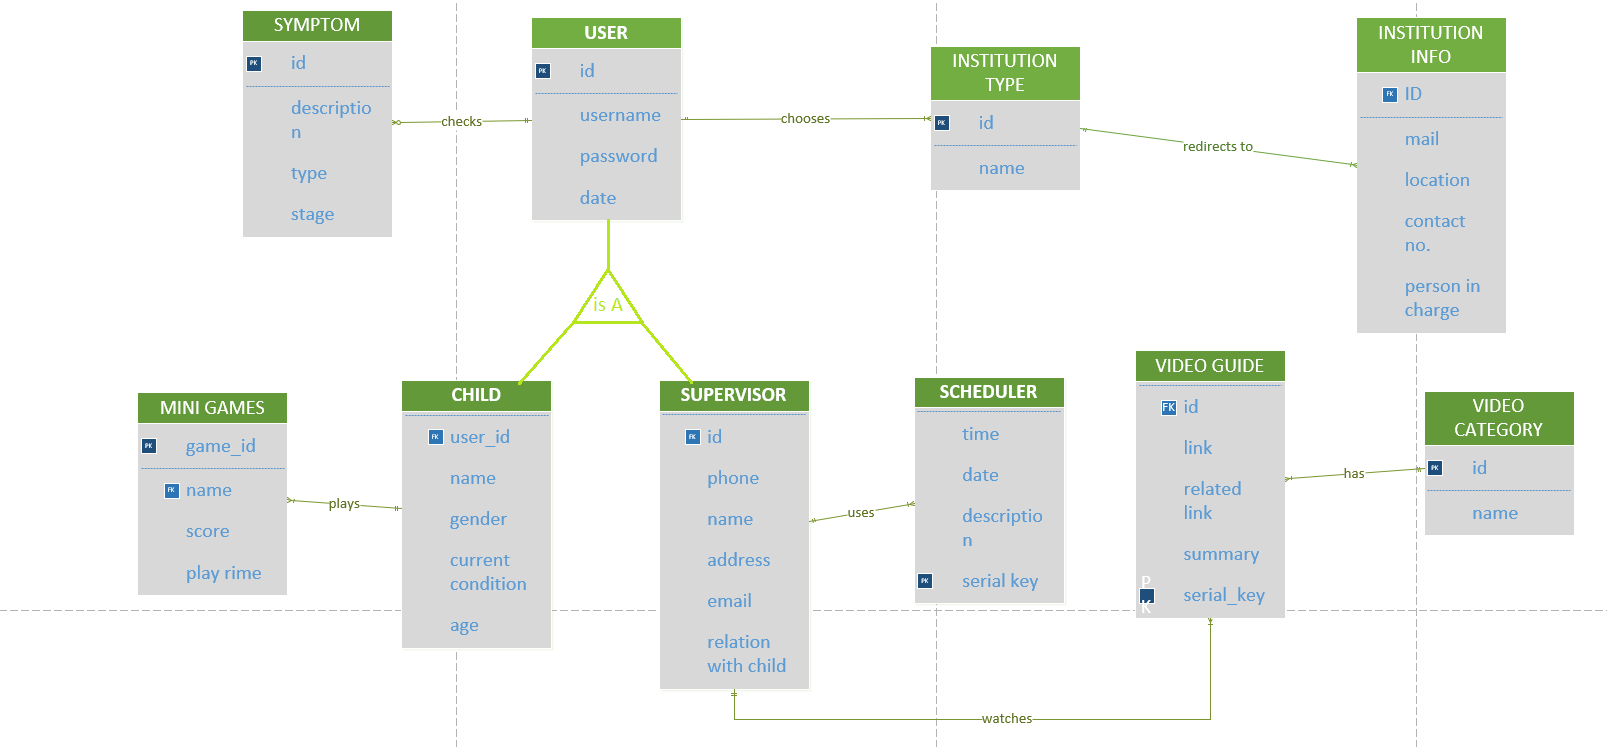 SYMPTOM
PK id
descriptio
n
type
stage
checks
USER
PK id
username
password
date
chooses
INSTITUTION
TYPE
PK id
name
redirects to
INSTITUTION
INFO
FK ID
mail
location
contact
no.
person in
charge
is A
MINI GAMES
PK game_id
FK name
score
play rime
plays
CHILD
FK user_id
name
gender
current
condition
age
SUPERVISOR
FK id
phone
name
address
email
relation
with child
uses
SCHEDULER
time
date
descriptio
n
PK serial key
VIDEO GUIDE
FK id
link
related
link
summary
P
K
serial_key
has
VIDEO
CATEGORY
PK id
name
watches